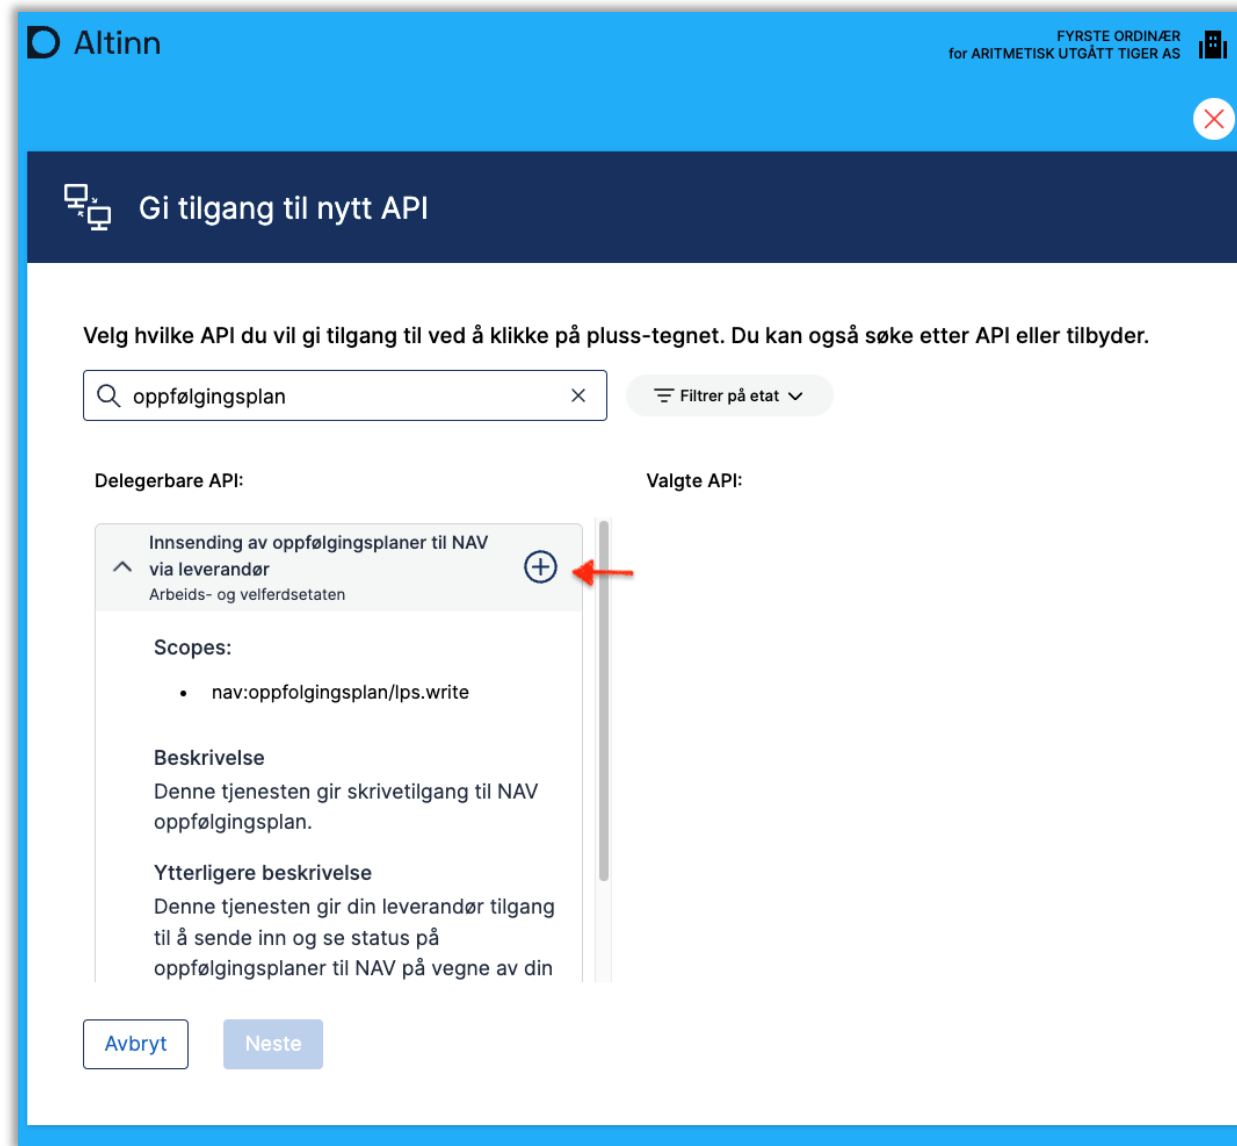 Altinn
FYRSTE ORDINÆR
for ARITMETISK UTGÅTT TIGER AS
Gi tilgang til nytt API
Velg hvilke API du vil gi tilgang til ved å klikke på pluss-tegnet. Du kan også søke etter API eller tilbyder.
oppfølgingsplan
Filtrer på etat
Delegerbare API:
Valgte API:
Innsending av oppfølgingsplaner til NAV
via leverandør
Arbeids- og velferdsetaten
Scopes:
• nav:oppfolgingsplan/lps.write
Beskrivelse
Denne tjenesten gir skrivetilgang til NAV
oppfølgingsplan.
Ytterligere beskrivelse
Denne tjenesten gir din leverandør tilgang
til å sende inn og se status på
oppfølgingsplaner til NAV på vegne av din
Avbryt
Neste